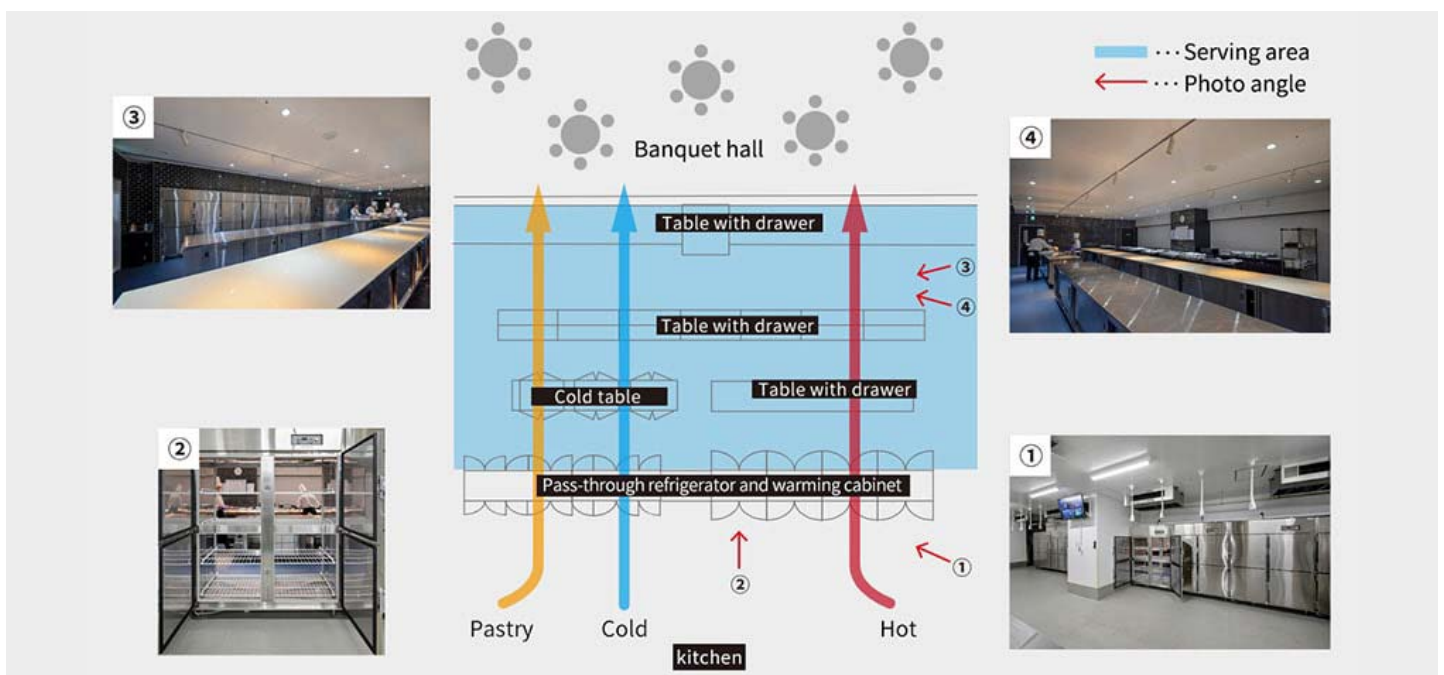 ··· Serving area
··· Photo angle
③
④
Banquet hall
Table with drawer
③
④
Table with drawer
Cold table
Table with drawer
②
①
Pass-through refrigerator and warming cabinet
②
①
Pastry
Cold
Hot
kitchen